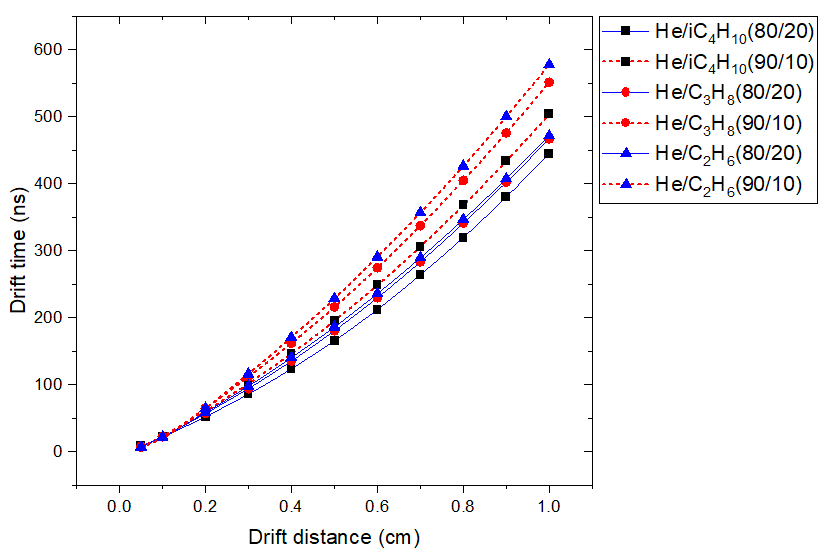 He/iC₄H₁₀(80/20)
He/iC₄H₁₀(90/10)
He/C₃H₈(80/20)
He/C₃H₈(90/10)
He/C₂H₆(80/20)
He/C₂H₆(90/10)
600
500
400
300
200
100
0
Drift time (ns)
0.0 0.2 0.4 0.6 0.8 1.0
Drift distance (cm)